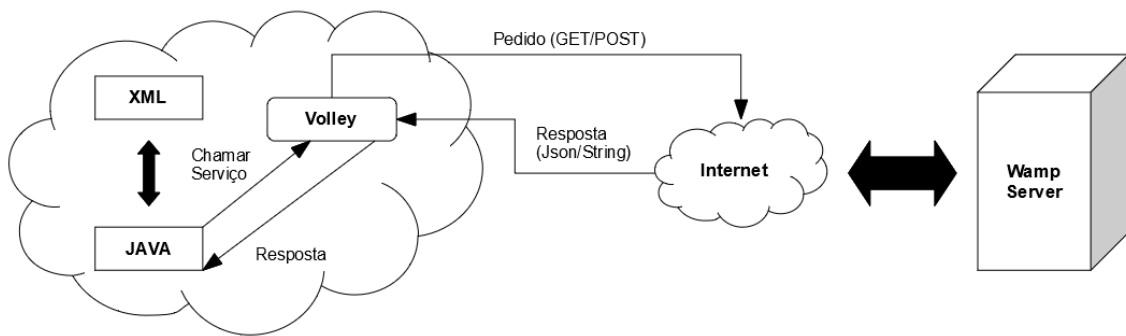 XML
JAVA
Chamar
Serviço
Volley
Resposta
Pedido (GET/POST)
Resposta
(Json/String)
Internet
Wamp
Server